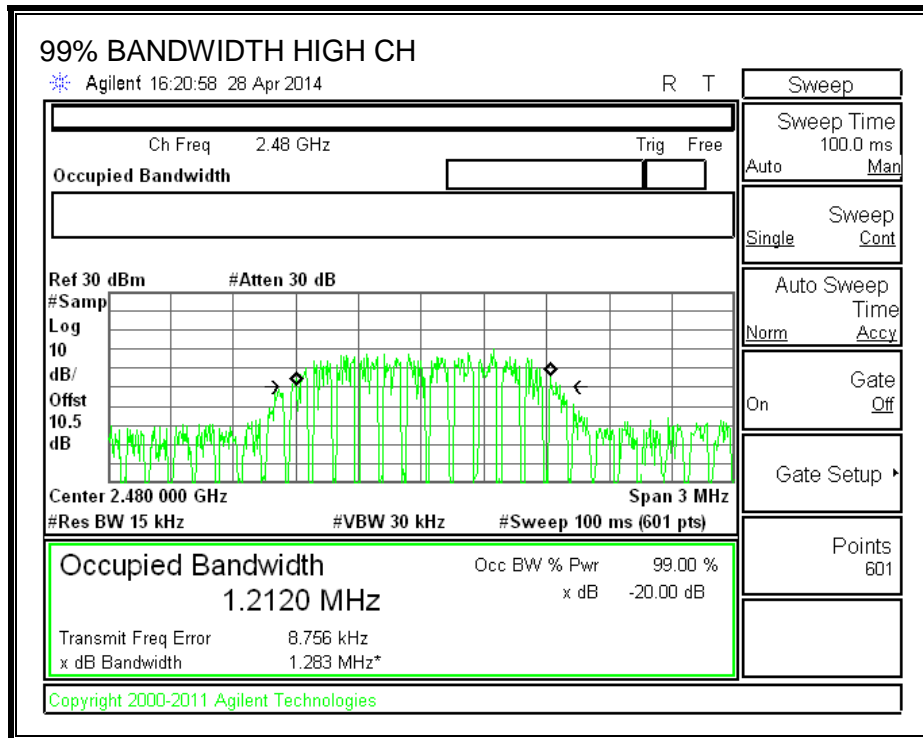 99% BANDWIDTH HIGH CH
Agilent 16:20:58 28 Apr 2014 R T
Ch Freq 2.48 GHz Trig Free
Occupied Bandwidth
Ref 30 dBm #Atten 30 dB
#Samp
Log
10
dB/
Offst
10.5
dB
Center 2.480 000 GHz Span 3 MHz
#Res BW 15 kHz #VBW 30 kHz #Sweep 100 ms (601 pts)
Occupied Bandwidth Occ BW % Pwr 99.00 %
1.2120 MHz x dB -20.00 dB
Transmit Freq Error 8.756 kHz
x dB Bandwidth 1.283 MHz*
Copyright 2000-2011 Agilent Technologies
Sweep
Sweep Time
100.0 ms
Auto Man
Sweep
Single Cont
Auto Sweep
Time
Norm Accy
Gate
On Off
Gate Setup
Points
601